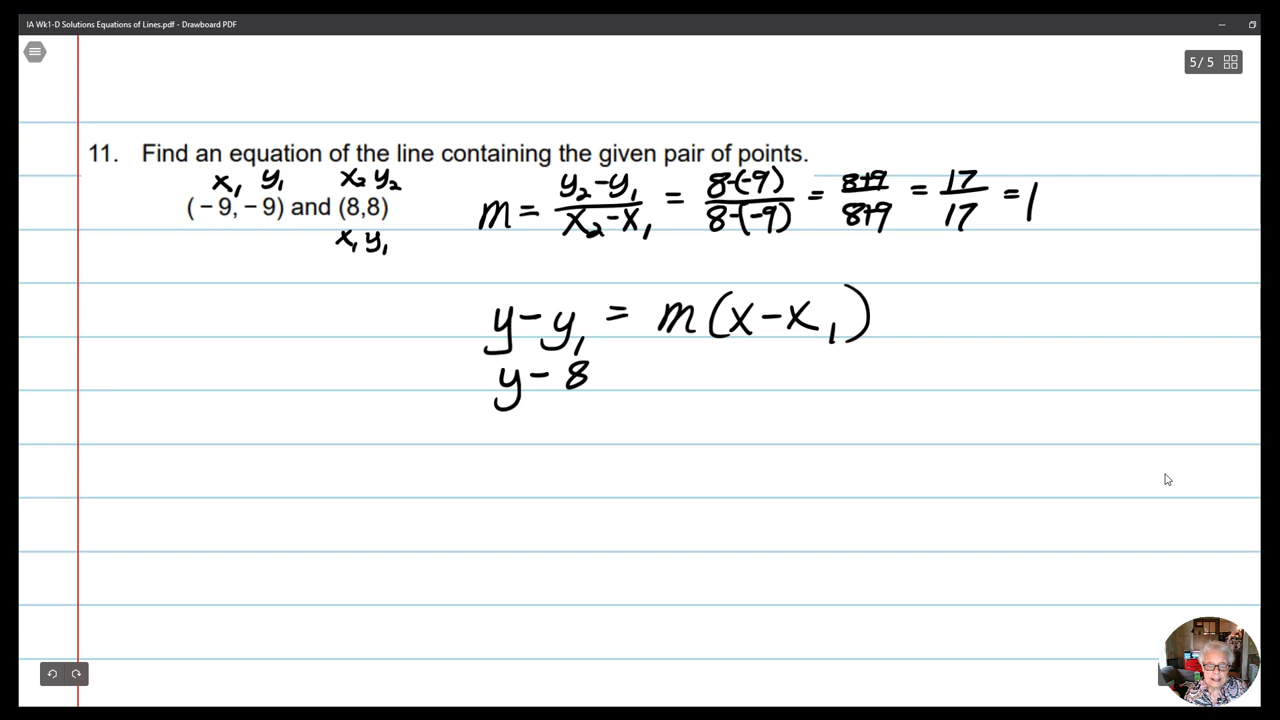 IA Wk1-D Solutions Equations of Lines.pdf - Drawboard PDF
5 / 5
11. Find an equation of the line containing the given pair of points.
x₁ y₁ x₂ y₂
(−9, −9) and (8,8)
x₁ y₁
m = (y₂ − y₁)/(x₂ − x₁) = (8-(-9))/(8-(-9)) = (8+9)/(8+9) = 17/17 = 1
y − y₁ = m(x − x₁)
y − 8